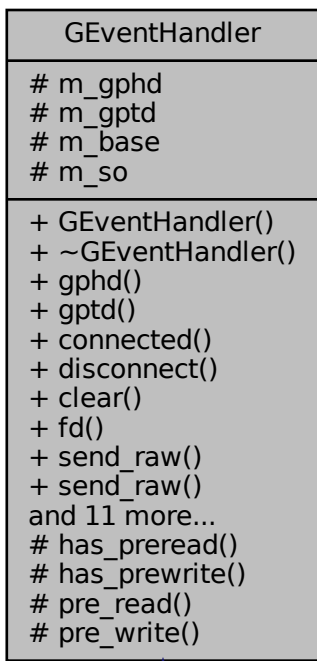 GEventHandler
# m_gphd
# m_gptd
# m_base
# m_so
+ GEventHandler()
+ ~GEventHandler()
+ gphd()
+ gptd()
+ connected()
+ disconnect()
+ clear()
+ fd()
+ send_raw()
+ send_raw()
and 11 more...
# has_preread()
# has_prewrite()
# pre_read()
# pre_write()